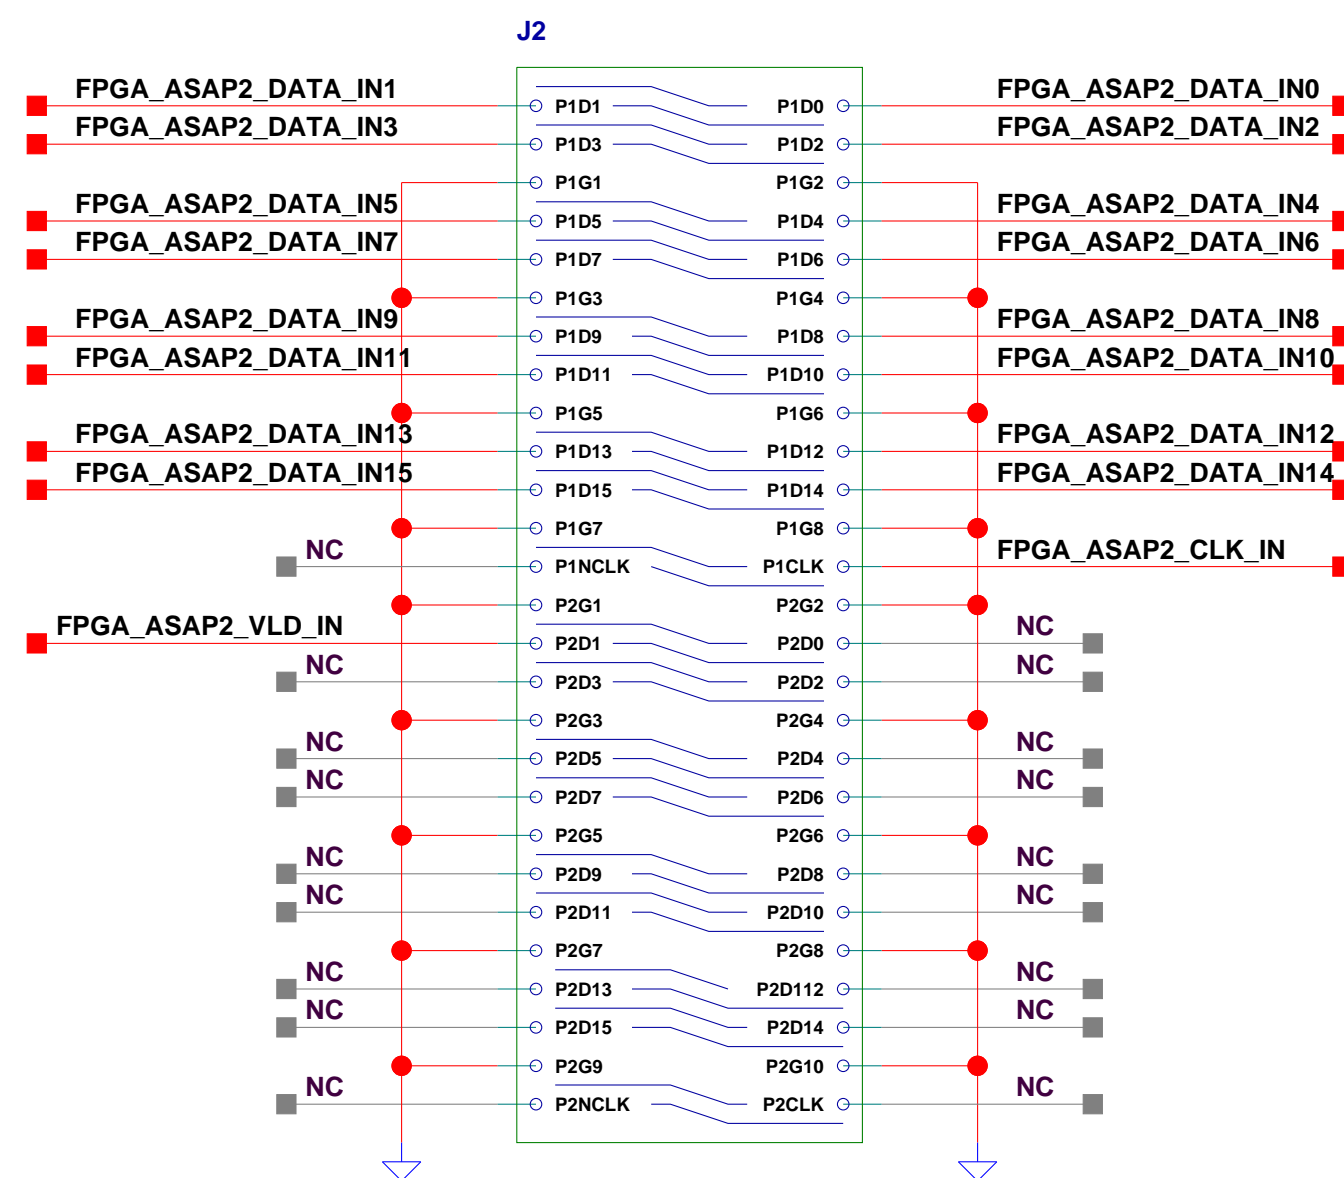 J2
FPGA_ASAP2_DATA_IN1 P1D1 P1D0 FPGA_ASAP2_DATA_IN0
FPGA_ASAP2_DATA_IN3 P1D3 P1D2 FPGA_ASAP2_DATA_IN2
P1G1 P1G2
FPGA_ASAP2_DATA_IN5 P1D5 P1D4 FPGA_ASAP2_DATA_IN4
FPGA_ASAP2_DATA_IN7 P1D7 P1D6 FPGA_ASAP2_DATA_IN6
P1G3 P1G4
FPGA_ASAP2_DATA_IN9 P1D9 P1D8 FPGA_ASAP2_DATA_IN8
FPGA_ASAP2_DATA_IN11 P1D11 P1D10 FPGA_ASAP2_DATA_IN10
P1G5 P1G6
FPGA_ASAP2_DATA_IN13 P1D13 P1D12 FPGA_ASAP2_DATA_IN12
FPGA_ASAP2_DATA_IN15 P1D15 P1D14 FPGA_ASAP2_DATA_IN14
P1G7 P1G8
NC P1NCLK P1CLK FPGA_ASAP2_CLK_IN
P2G1 P2G2
FPGA_ASAP2_VLD_IN P2D1 P2D0 NC
NC P2D3 P2D2 NC
P2G3 P2G4
NC P2D5 P2D4 NC
NC P2D7 P2D6 NC
P2G5 P2G6
NC P2D9 P2D8 NC
NC P2D11 P2D10 NC
P2G7 P2G8
NC P2D13 P2D112 NC
NC P2D15 P2D14 NC
P2G9 P2G10
NC P2NCLK P2CLK NC